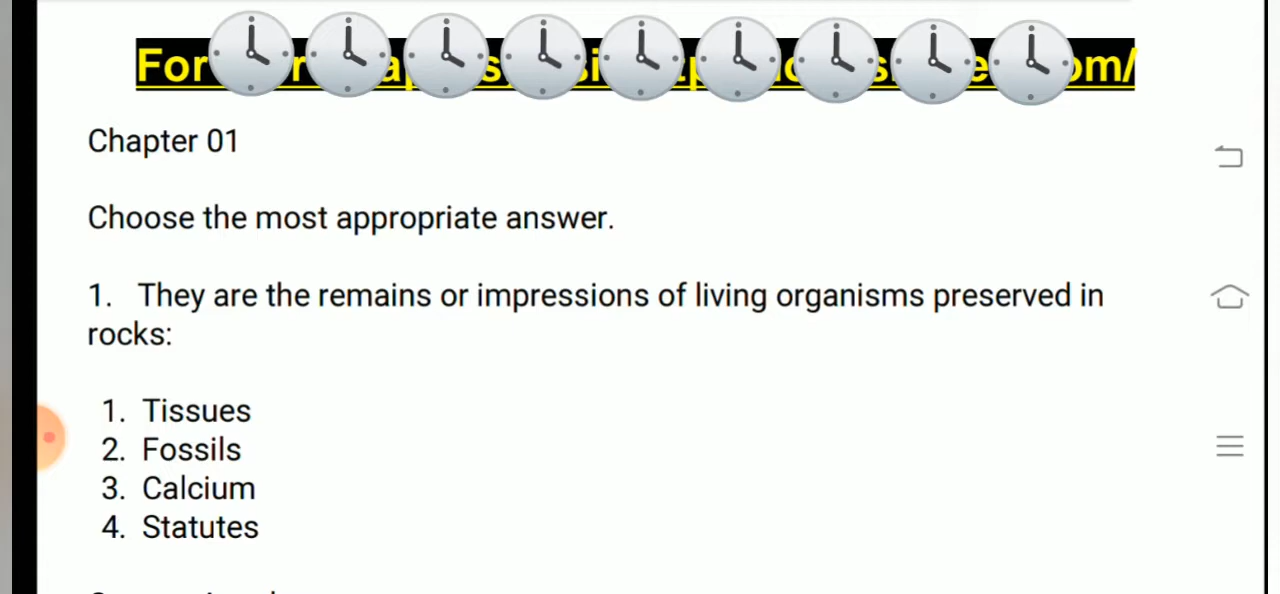 For
Chapter 01
Choose the most appropriate answer.
1. They are the remains or impressions of living organisms preserved in
rocks:
1. Tissues
2. Fossils
3. Calcium
4. Statutes